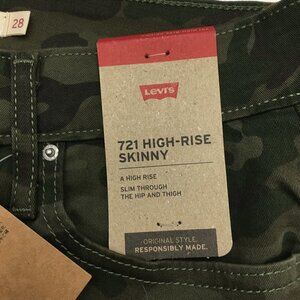 28
Levi's
721 HIGH-RISE
SKINNY
A HIGH RISE
SLIM THROUGH
THE HIP AND THIGH
ORIGINAL STYLE.
RESPONSIBLY MADE.